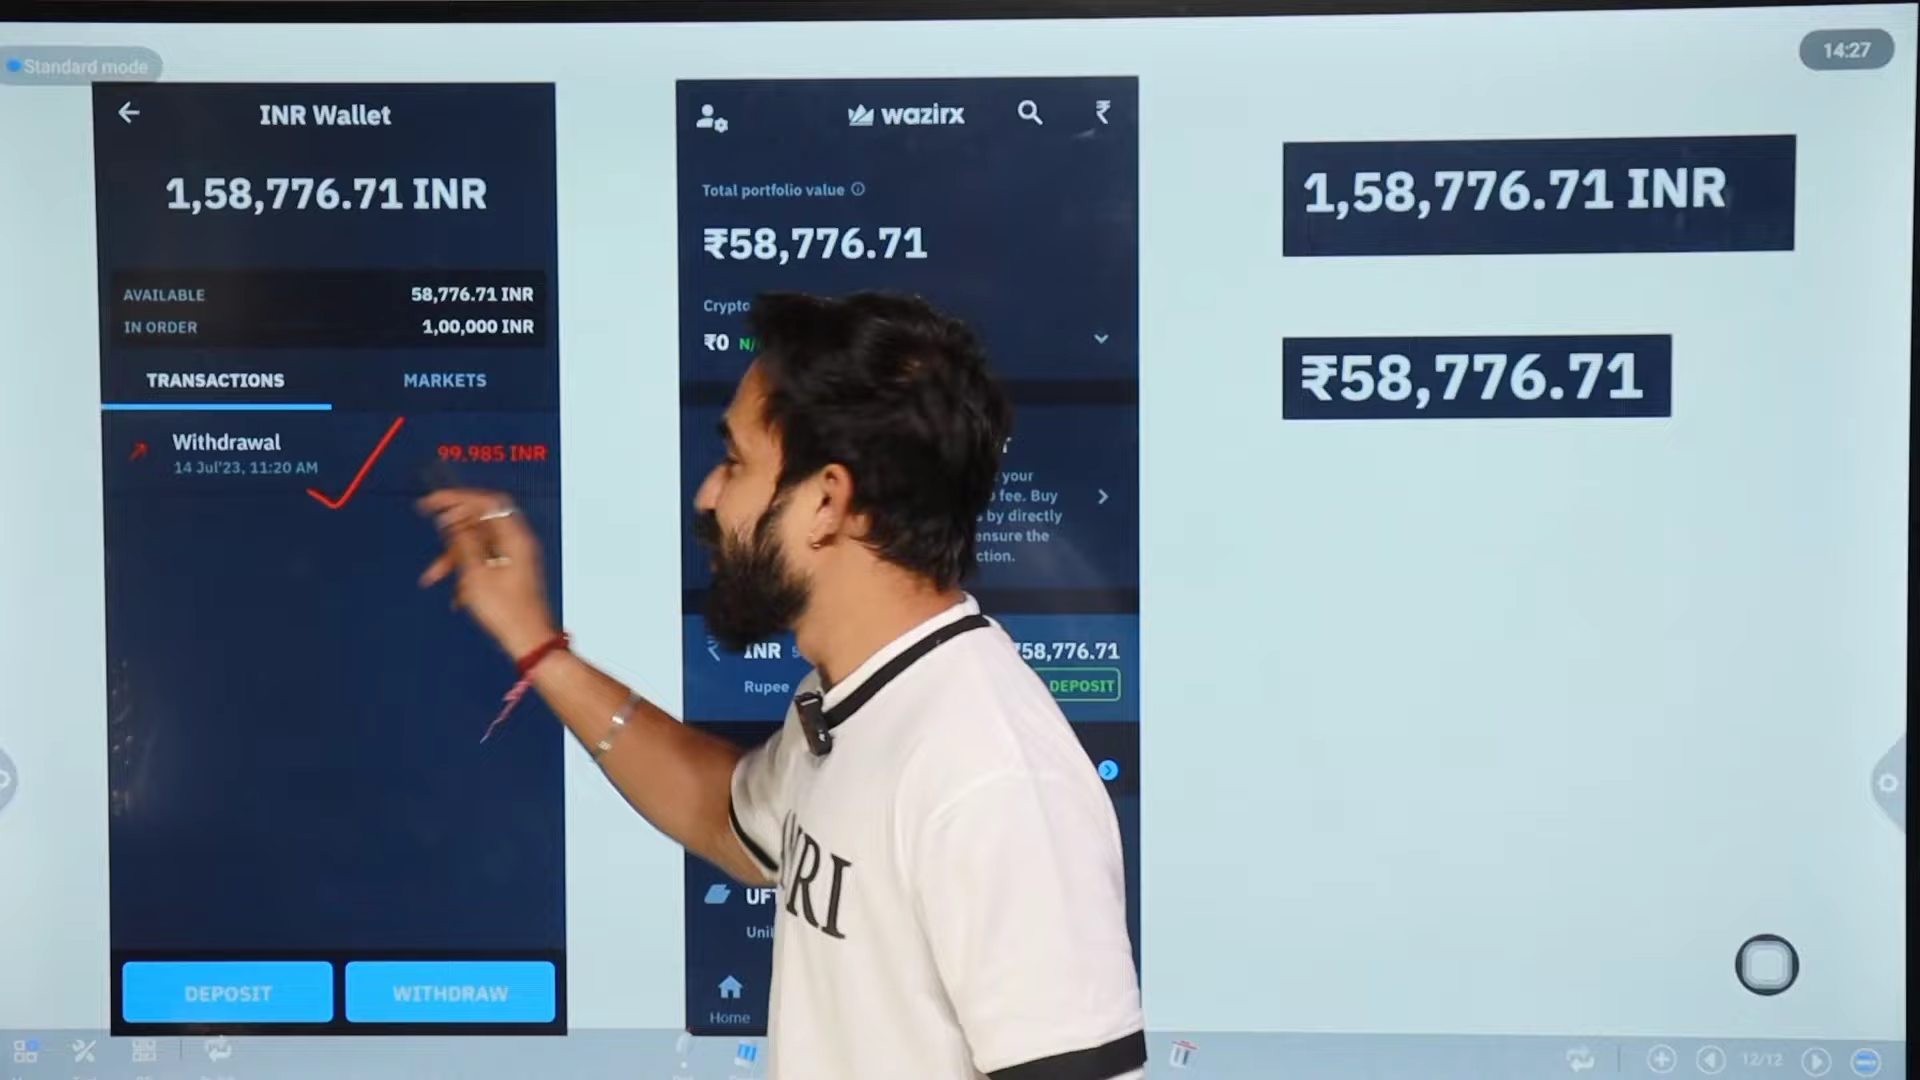 Standard mode
14:27
INR Wallet
1,58,776.71 INR
AVAILABLE 58,776.71 INR
IN ORDER 1,00,000 INR
TRANSACTIONS MARKETS
Withdrawal 99.985 INR
14 Jul'23, 11:20 AM
DEPOSIT WITHDRAW
wazirx
Total portfolio value
₹58,776.71
Crypto
₹0
your
fee. Buy
by directly
ensure the
ction.
INR ₹58,776.71
Rupee DEPOSIT
UFT
Unil
Home
1,58,776.71 INR
₹58,776.71
RI
12/12